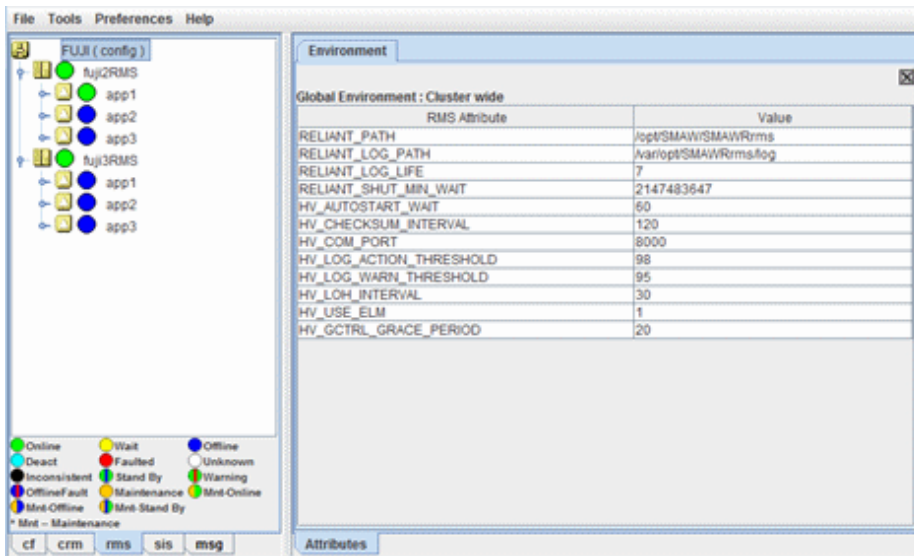 File Tools Preferences Help
FUJI ( config )
fuji2RMS
app1
app2
app3
fuji3RMS
app1
app2
app3
Online Wait Offline
Deact Faulted Unknown
Inconsistent Stand By Warning
OfflineFault Maintenance Mnt-Online
Mnt-Offline Mnt-Stand By
* Mnt – Maintenance
cf crm rms sis msg
Environment
Global Environment : Cluster wide
RMS Attribute Value
RELIANT_PATH /opt/SMAW/SMAWRrms
RELIANT_LOG_PATH /var/opt/SMAWRrms/log
RELIANT_LOG_LIFE 7
RELIANT_SHUT_MIN_WAIT 2147483647
HV_AUTOSTART_WAIT 60
HV_CHECKSUM_INTERVAL 120
HV_COM_PORT 8000
HV_LOG_ACTION_THRESHOLD 98
HV_LOG_WARN_THRESHOLD 95
HV_LOH_INTERVAL 30
HV_USE_ELM 1
HV_GCTRL_GRACE_PERIOD 20
Attributes